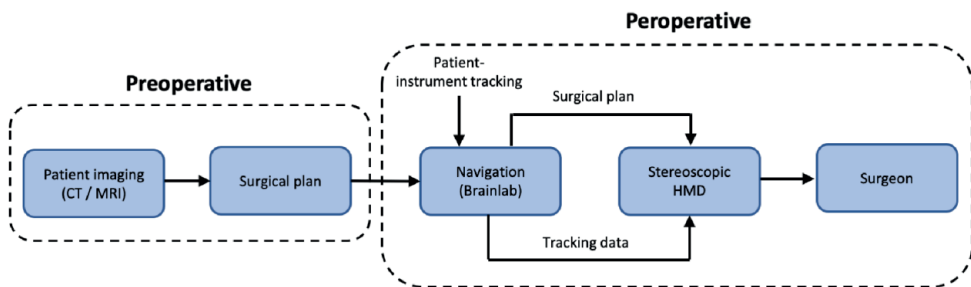 Peroperative
Preoperative
Patient-
instrument tracking
Surgical plan
Patient imaging
(CT / MRI)
Surgical plan
Navigation
(Brainlab)
Stereoscopic
HMD
Surgeon
Tracking data